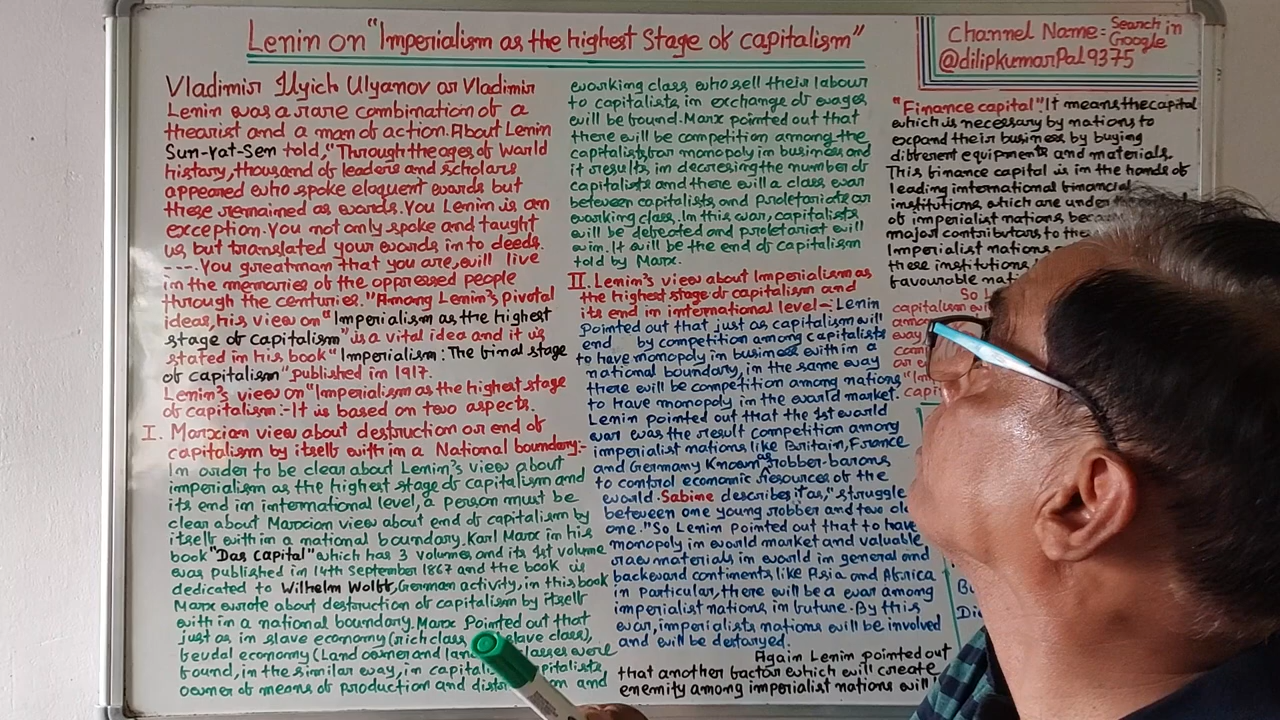 Lenin on "Imperialism as the highest Stage of capitalism"
Channel Name:- Search in Google
@dilipkumarPal9375
Vladimir Ilyich Ulyanov or Vladimir
Lenin was a rare combination of a
theorist and a man of action. About Lenin
Sun-Yat-Sen told, "Through the ages of World
history, thousand of leaders and scholars
appeared who spoke eloquent words but
these remained as words. You Lenin is an
exception. You not only spoke and taught
us but translated your words in to deeds.
----. You greatman that you are, will live
in the memories of the oppressed people
through the centuries." Among Lenin's pivotal
ideas, his view on "Imperialism as the highest
stage of capitalism" is a vital idea and it is
stated in his book "Imperialism: The final stage
of capitalism" published in 1917.
Lenin's view on "Imperialism as the highest stage
of capitalism:- It is based on two aspects.
I. Marxian view about destruction or end of
capitalism by itself with in a National boundary:-
In order to be clear about Lenin's view about
imperialism as the highest stage of capitalism and
its end in international level, a person must be
clear about Marxian view about end of capitalism by
itself within a national boundary. Karl Marx in his
book "Das Capital" which has 3 volumes and its 1st volume
was published in 14th September 1867 and the book is
dedicated to Wilhelm Wolff, German activity, in this book
Marx wrote about destruction of capitalism by itself
with in a national boundary. Marx Pointed out that
just as in slave economy (rich class slave class),
feudal economy (Land owner and lan classes were
found, in the similar way, in capital capitalists
owner of means of production and dist on and
working class who sell their labour
to capitalists in exchange of wages
will be found. Marx pointed out that
there will be competition among the
capitalists for monopoly in business and
it results in decresing the number of
capitalists and there will a class war
between capitalists and proletariate or
working class. In this war, capitalists
will be defeated and proletariat will
win. It will be the end of capitalism
told by Marx.
II. Lenin's view about Imperialism as
the highest stage of capitalism and
its end in international level -:- Lenin
pointed out that just as capitalism will
end by competition among capitalists
to have monopoly in business with in a
national boundary, in the same way
there will be competition among nations
to have monopoly in the world market.
Lenin pointed out that the 1st world
war was the result competition among
imperialist nations like Britain, France
and Germany Known as robber-barons
to control economic resources of the
world. Sabine describes it as, "struggle
between one young robber and two old
one." So Lenin pointed out that to have
monopoly in world market and valuable
raw materials in world in general and
backward continents like Asia and Africa
in particular, there will be a war among
imperialist nations in future. By this
war, imperialists nations will be involved
and will be destaryed.
Again Lenin pointed out
that another factor which will create
enemity among imperialist nations will
"Finance capital" It means the capital
which is necessary by nations to
expand their business by buying
different equipments and materials.
This finance capital is in the hands of
leading international financial
institutions which are under
of imperialist nations beca
major contributors to the
Imperialist nations
these institutions
favourable nat
So L
capitalism wi
amon
way
com
or e
"Im
capi
B
Di